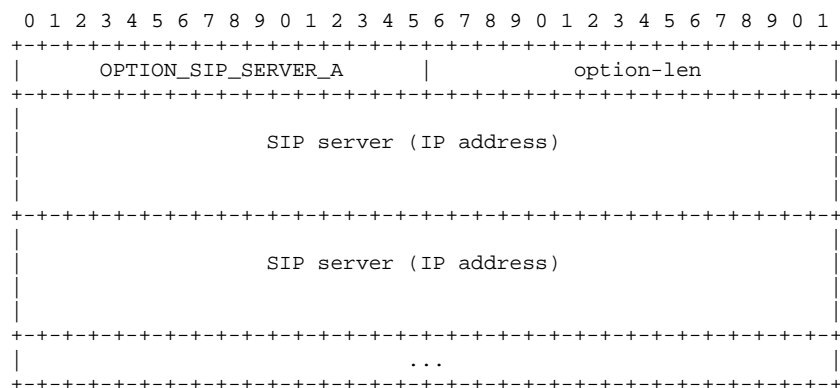 0 1 2 3 4 5 6 7 8 9 0 1 2 3 4 5 6 7 8 9 0 1 2 3 4 5 6 7 8 9 0 1
+-+-+-+-+-+-+-+-+-+-+-+-+-+-+-+-+-+-+-+-+-+-+-+-+-+-+-+-+-+-+-+-+
|      OPTION_SIP_SERVER_A      |           option-len          |
+-+-+-+-+-+-+-+-+-+-+-+-+-+-+-+-+-+-+-+-+-+-+-+-+-+-+-+-+-+-+-+-+
|                                                               |
|                   SIP server (IP address)                     |
|                                                               |
|                                                               |
+-+-+-+-+-+-+-+-+-+-+-+-+-+-+-+-+-+-+-+-+-+-+-+-+-+-+-+-+-+-+-+-+
|                                                               |
|                   SIP server (IP address)                     |
|                                                               |
|                                                               |
+-+-+-+-+-+-+-+-+-+-+-+-+-+-+-+-+-+-+-+-+-+-+-+-+-+-+-+-+-+-+-+-+
|                              ...                              |
+-+-+-+-+-+-+-+-+-+-+-+-+-+-+-+-+-+-+-+-+-+-+-+-+-+-+-+-+-+-+-+-+